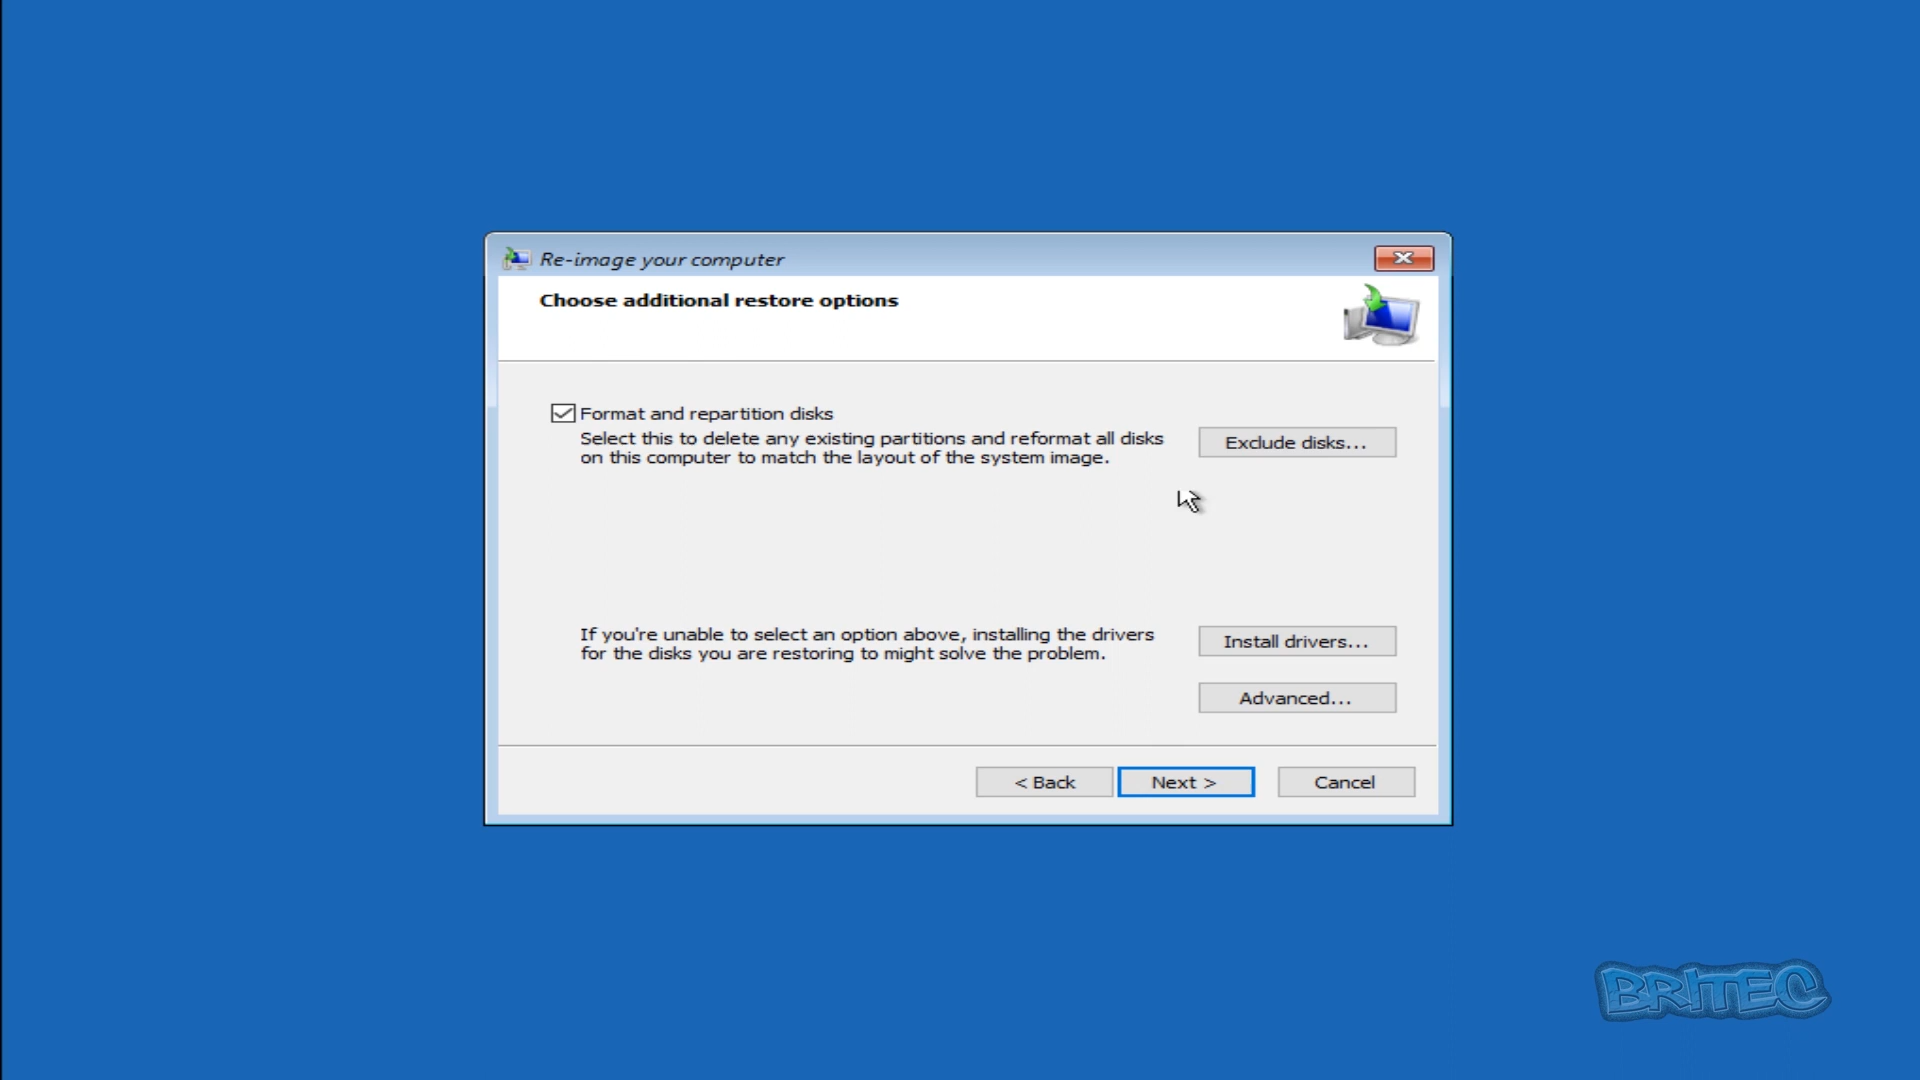 Re-image your computer
Choose additional restore options
Format and repartition disks
Select this to delete any existing partitions and reformat all disks
on this computer to match the layout of the system image.
Exclude disks...
If you're unable to select an option above, installing the drivers
for the disks you are restoring to might solve the problem.
Install drivers...
Advanced...
< Back
Next >
Cancel
BRITEC